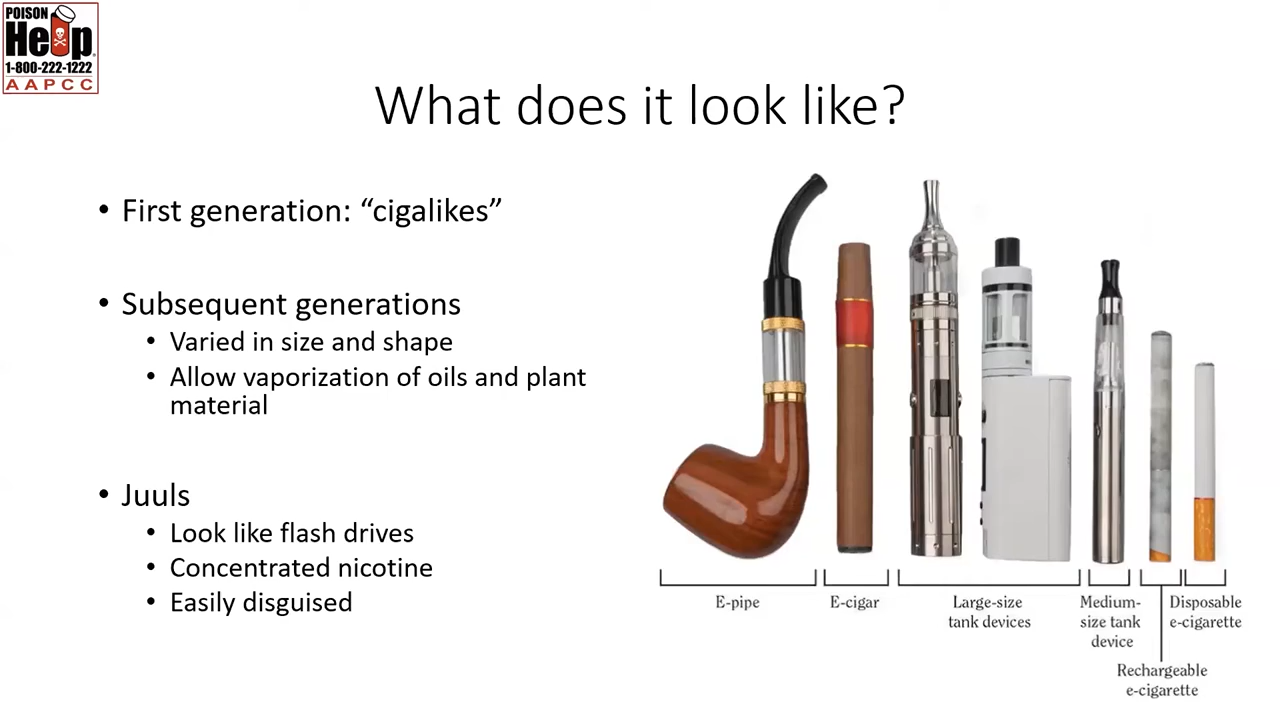 POISON
Help
1-800-222-1222
AAPCC
What does it look like?
• First generation: “cigalikes”
• Subsequent generations
• Varied in size and shape
• Allow vaporization of oils and plant
material
• Juuls
• Look like flash drives
• Concentrated nicotine
• Easily disguised
E-pipe
E-cigar
Large-size
tank devices
Medium-
size tank
device
Rechargeable
e-cigarette
Disposable
e-cigarette